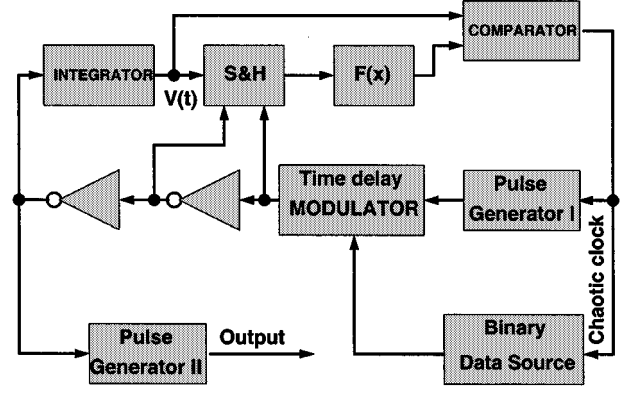 COMPARATOR
INTEGRATOR
V(t)
S&H
F(x)
Time delay
MODULATOR
Pulse
Generator I
Chaotic clock
Pulse
Generator II
Output
Binary
Data Source